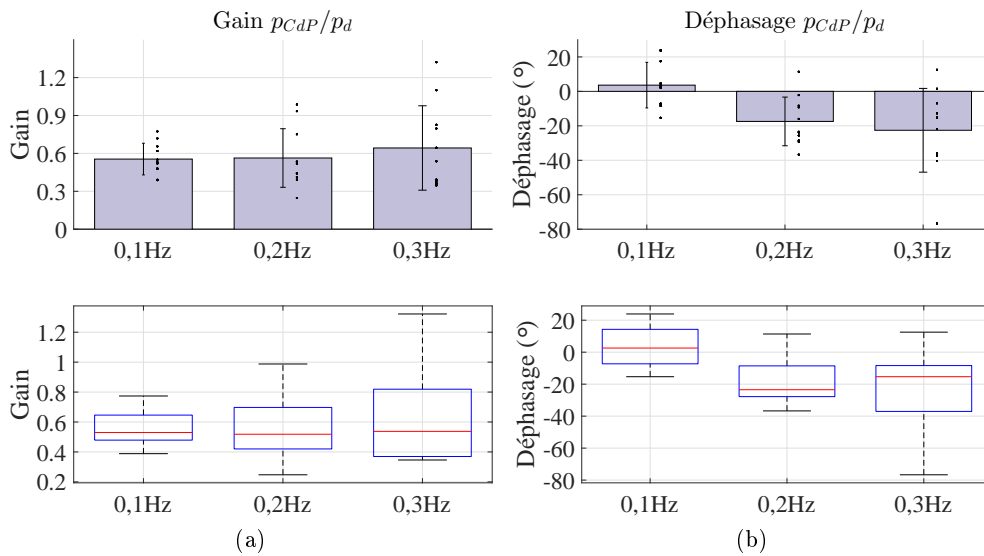 Gain p_CdP/p_d
Gain
1.2
0.9
0.6
0.3
0
0,1Hz 0,2Hz 0,3Hz
Déphasage p_CdP/p_d
Déphasage (°)
20
0
-20
-40
-60
-80
0,1Hz 0,2Hz 0,3Hz
Gain
1.2
1
0.8
0.6
0.4
0.2
0,1Hz 0,2Hz 0,3Hz
(a)
Déphasage (°)
20
0
-20
-40
-60
-80
0,1Hz 0,2Hz 0,3Hz
(b)